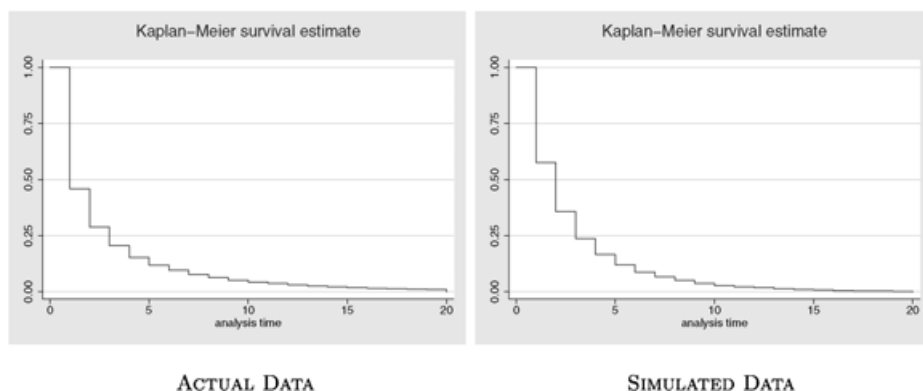 Kaplan−Meier survival estimate
1.00
0.75
0.50
0.25
0.00
0 5 10 15 20
analysis time
ACTUAL DATA
Kaplan−Meier survival estimate
1.00
0.75
0.50
0.25
0.00
0 5 10 15 20
analysis time
SIMULATED DATA